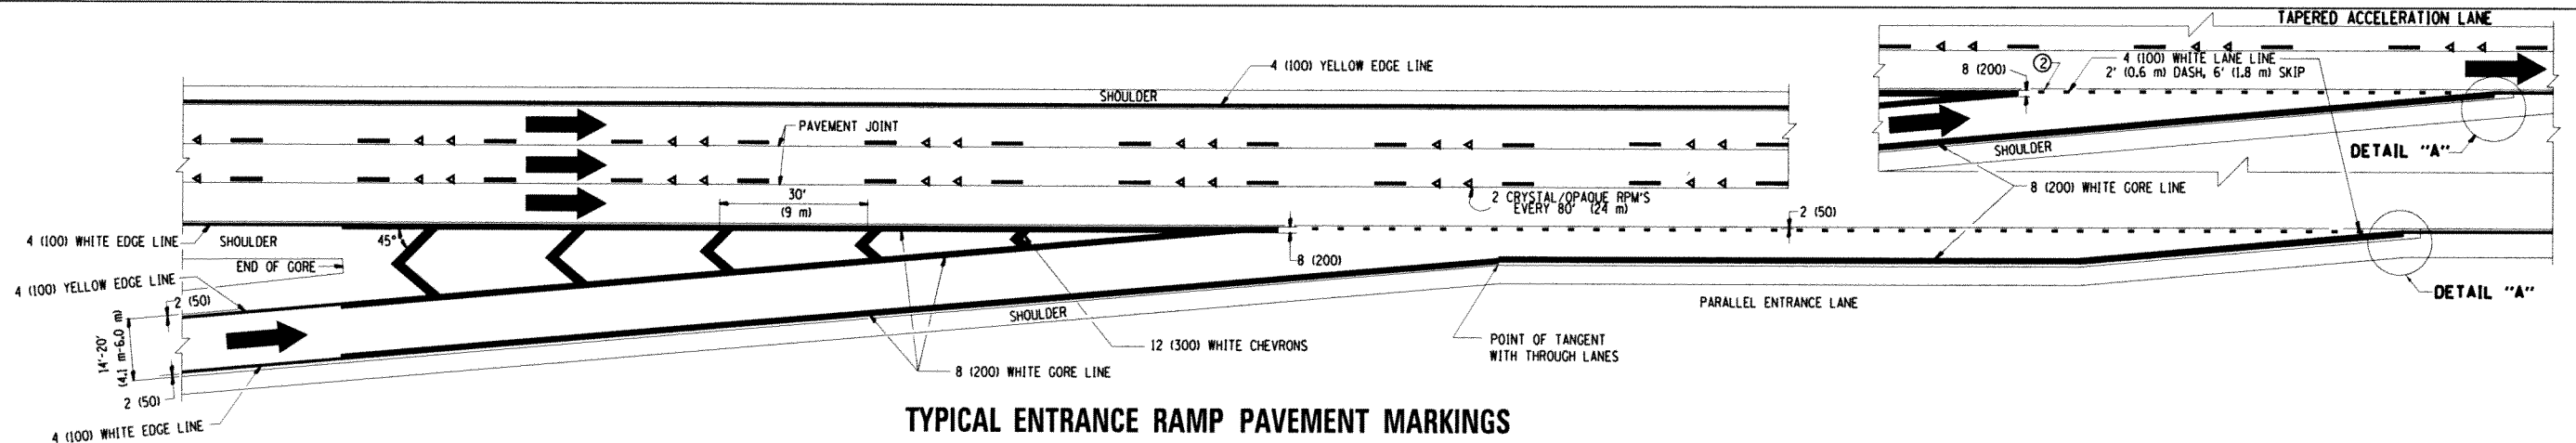 TAPERED ACCELERATION LANE
4 (100) YELLOW EDGE LINE
8 (200)
2
4 (100) WHITE LANE LINE
2' (0.6 m) DASH, 6' (1.8 m) SKIP
SHOULDER
PAVEMENT JOINT
SHOULDER
DETAIL "A"
30'
(9 m)
2 CRYSTAL/OPAQUE RPM'S
EVERY 80' (24 m)
8 (200) WHITE GORE LINE
2 (50)
4 (100) WHITE EDGE LINE
SHOULDER
45°
END OF GORE
8 (200)
4 (100) YELLOW EDGE LINE
2 (50)
DETAIL "A"
PARALLEL ENTRANCE LANE
SHOULDER
14'-20'
(4.1 m-6.0 m)
12 (300) WHITE CHEVRONS
POINT OF TANGENT
WITH THROUGH LANES
8 (200) WHITE GORE LINE
2 (50)
4 (100) WHITE EDGE LINE
TYPICAL ENTRANCE RAMP PAVEMENT MARKINGS